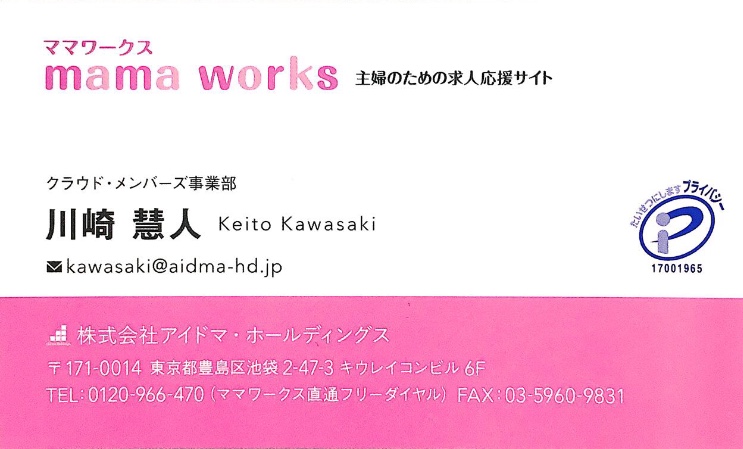 ママワークス
mama works 主婦のための求人応援サイト
クラウド・メンバーズ事業部
川崎 慧人 Keito Kawasaki
kawasaki@aidma-hd.jp
たいせつにしますプライバシー
17001965
株式会社アイドマ・ホールディングス
〒171-0014 東京都豊島区池袋 2-47-3 キウレイコンビル 6F
TEL:0120-966-470 (ママワークス直通フリーダイヤル) FAX:03-5960-9831